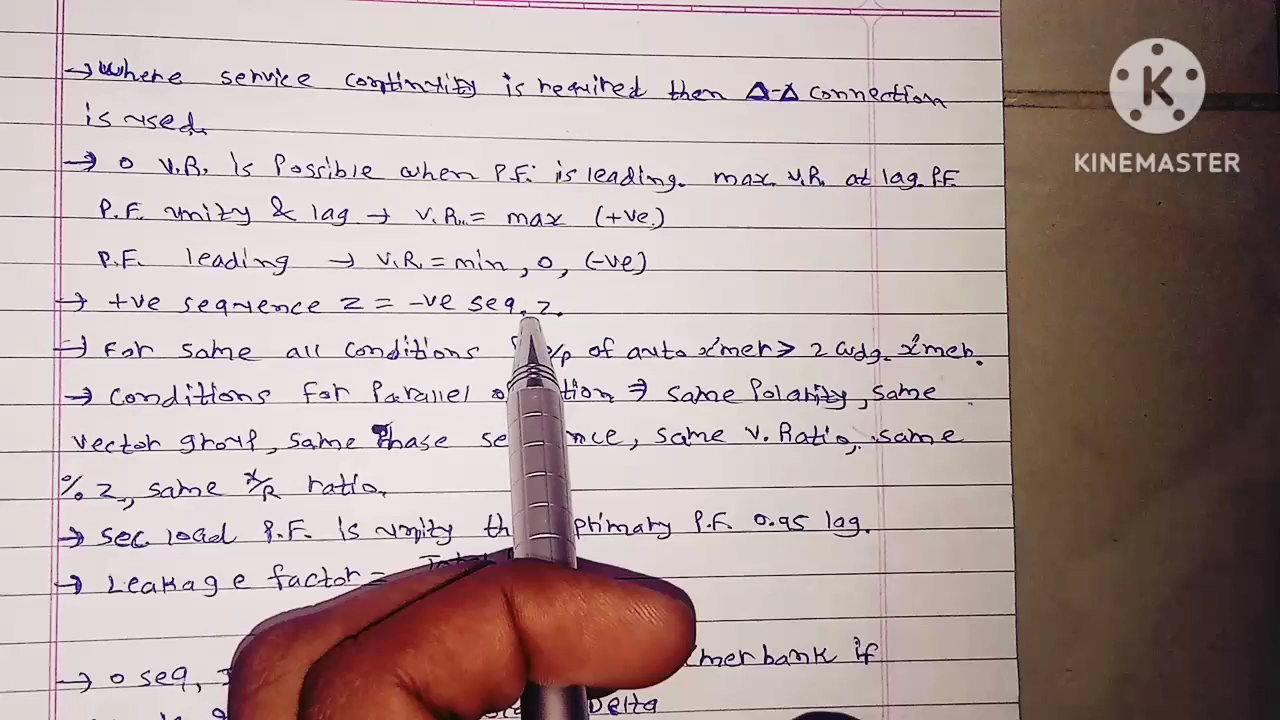 → Where service continuity is required then Δ-Δ connection
is used.
→ 0 V.R. is Possible when P.F. is leading. max. V.R. at lag. P.F.
P.F. unity & lag → V.R. = max (+ve)
P.F. leading → V.R = min, 0, (-ve)
→ +ve sequence Z = -ve seq. Z.
→ For same all conditions of auto x'mer > 2 wdg. x'mer.
→ conditions for Parallel ⇒ same Polarity, same
vector group, same Phase same V. Ratio, same
% Z, same X/R ratio.
→ sec. load P.F. is unity primary P.F. 0.95 lag.
→ Leakage factor =
→ 0 seq, x'mer bank if
Delta
K
KINEMASTER